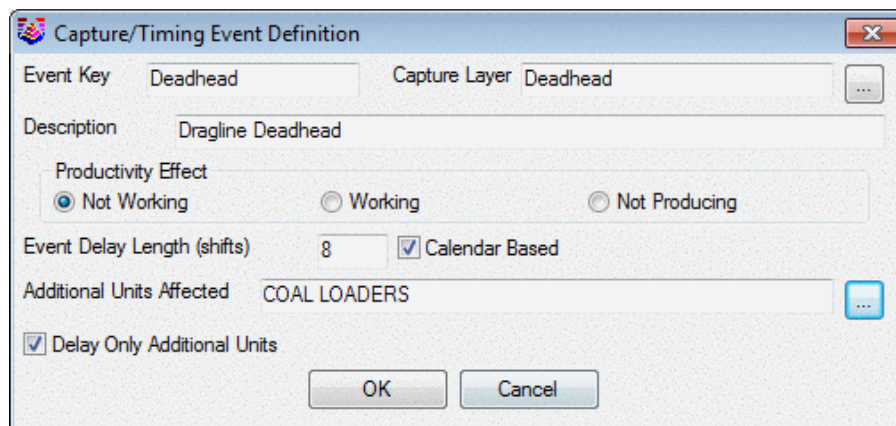 Capture/Timing Event Definition
Event Key Deadhead Capture Layer Deadhead ...
Description Dragline Deadhead
Productivity Effect
Not Working Working Not Producing
Event Delay Length (shifts) 8 Calendar Based
Additional Units Affected COAL LOADERS ...
Delay Only Additional Units
OK Cancel